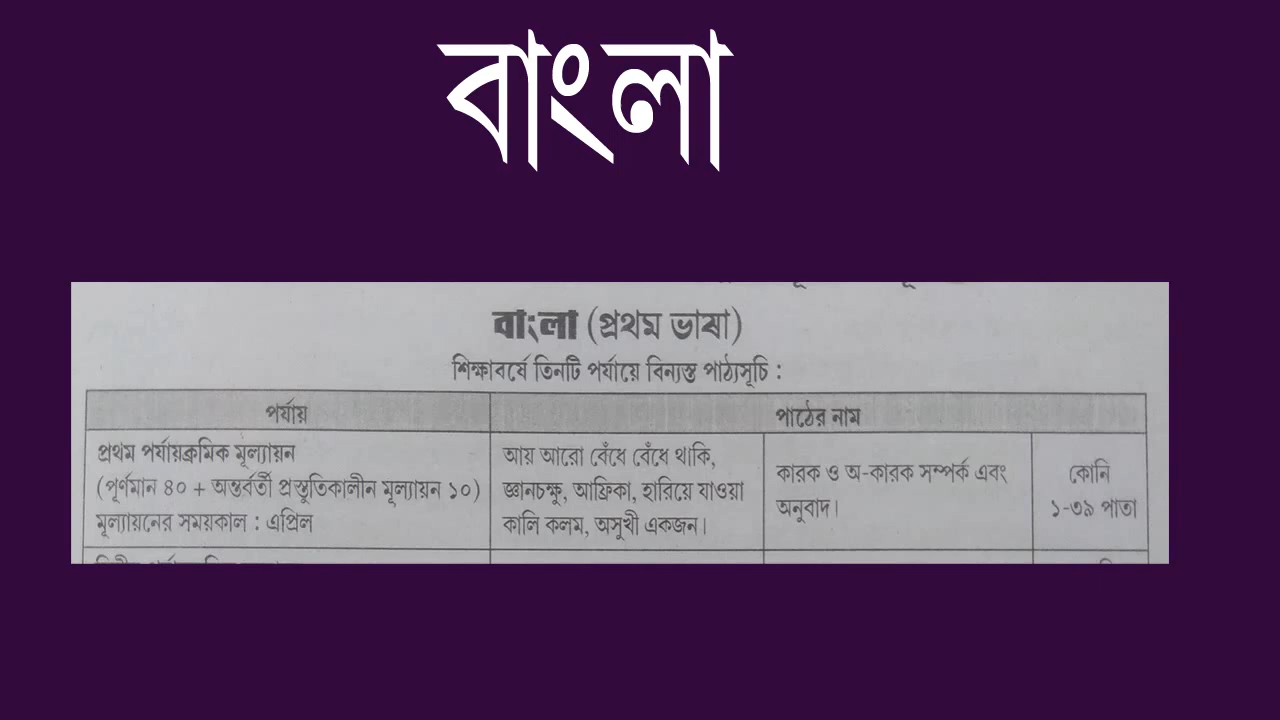 বাংলা
বাংলা (প্রথম ভাষা)
শিক্ষাবর্ষে তিনটি পর্যায়ে বিন্যস্ত পাঠ্যসূচি :
পর্যায়
পাঠের নাম
প্রথম পর্যায়ক্রমিক মূল্যায়ন
(পূর্ণমান ৪০ + অন্তর্বর্তী প্রস্তুতিকালীন মূল্যায়ন ১০)
মূল্যায়নের সময়কাল : এপ্রিল
আয় আরো বেঁধে বেঁধে থাকি,
জ্ঞানচক্ষু, আফ্রিকা, হারিয়ে যাওয়া
কালি কলম, অসুখী একজন।
কারক ও অ-কারক সম্পর্ক এবং
অনুবাদ।
কোনি
১-৩৯ পাতা